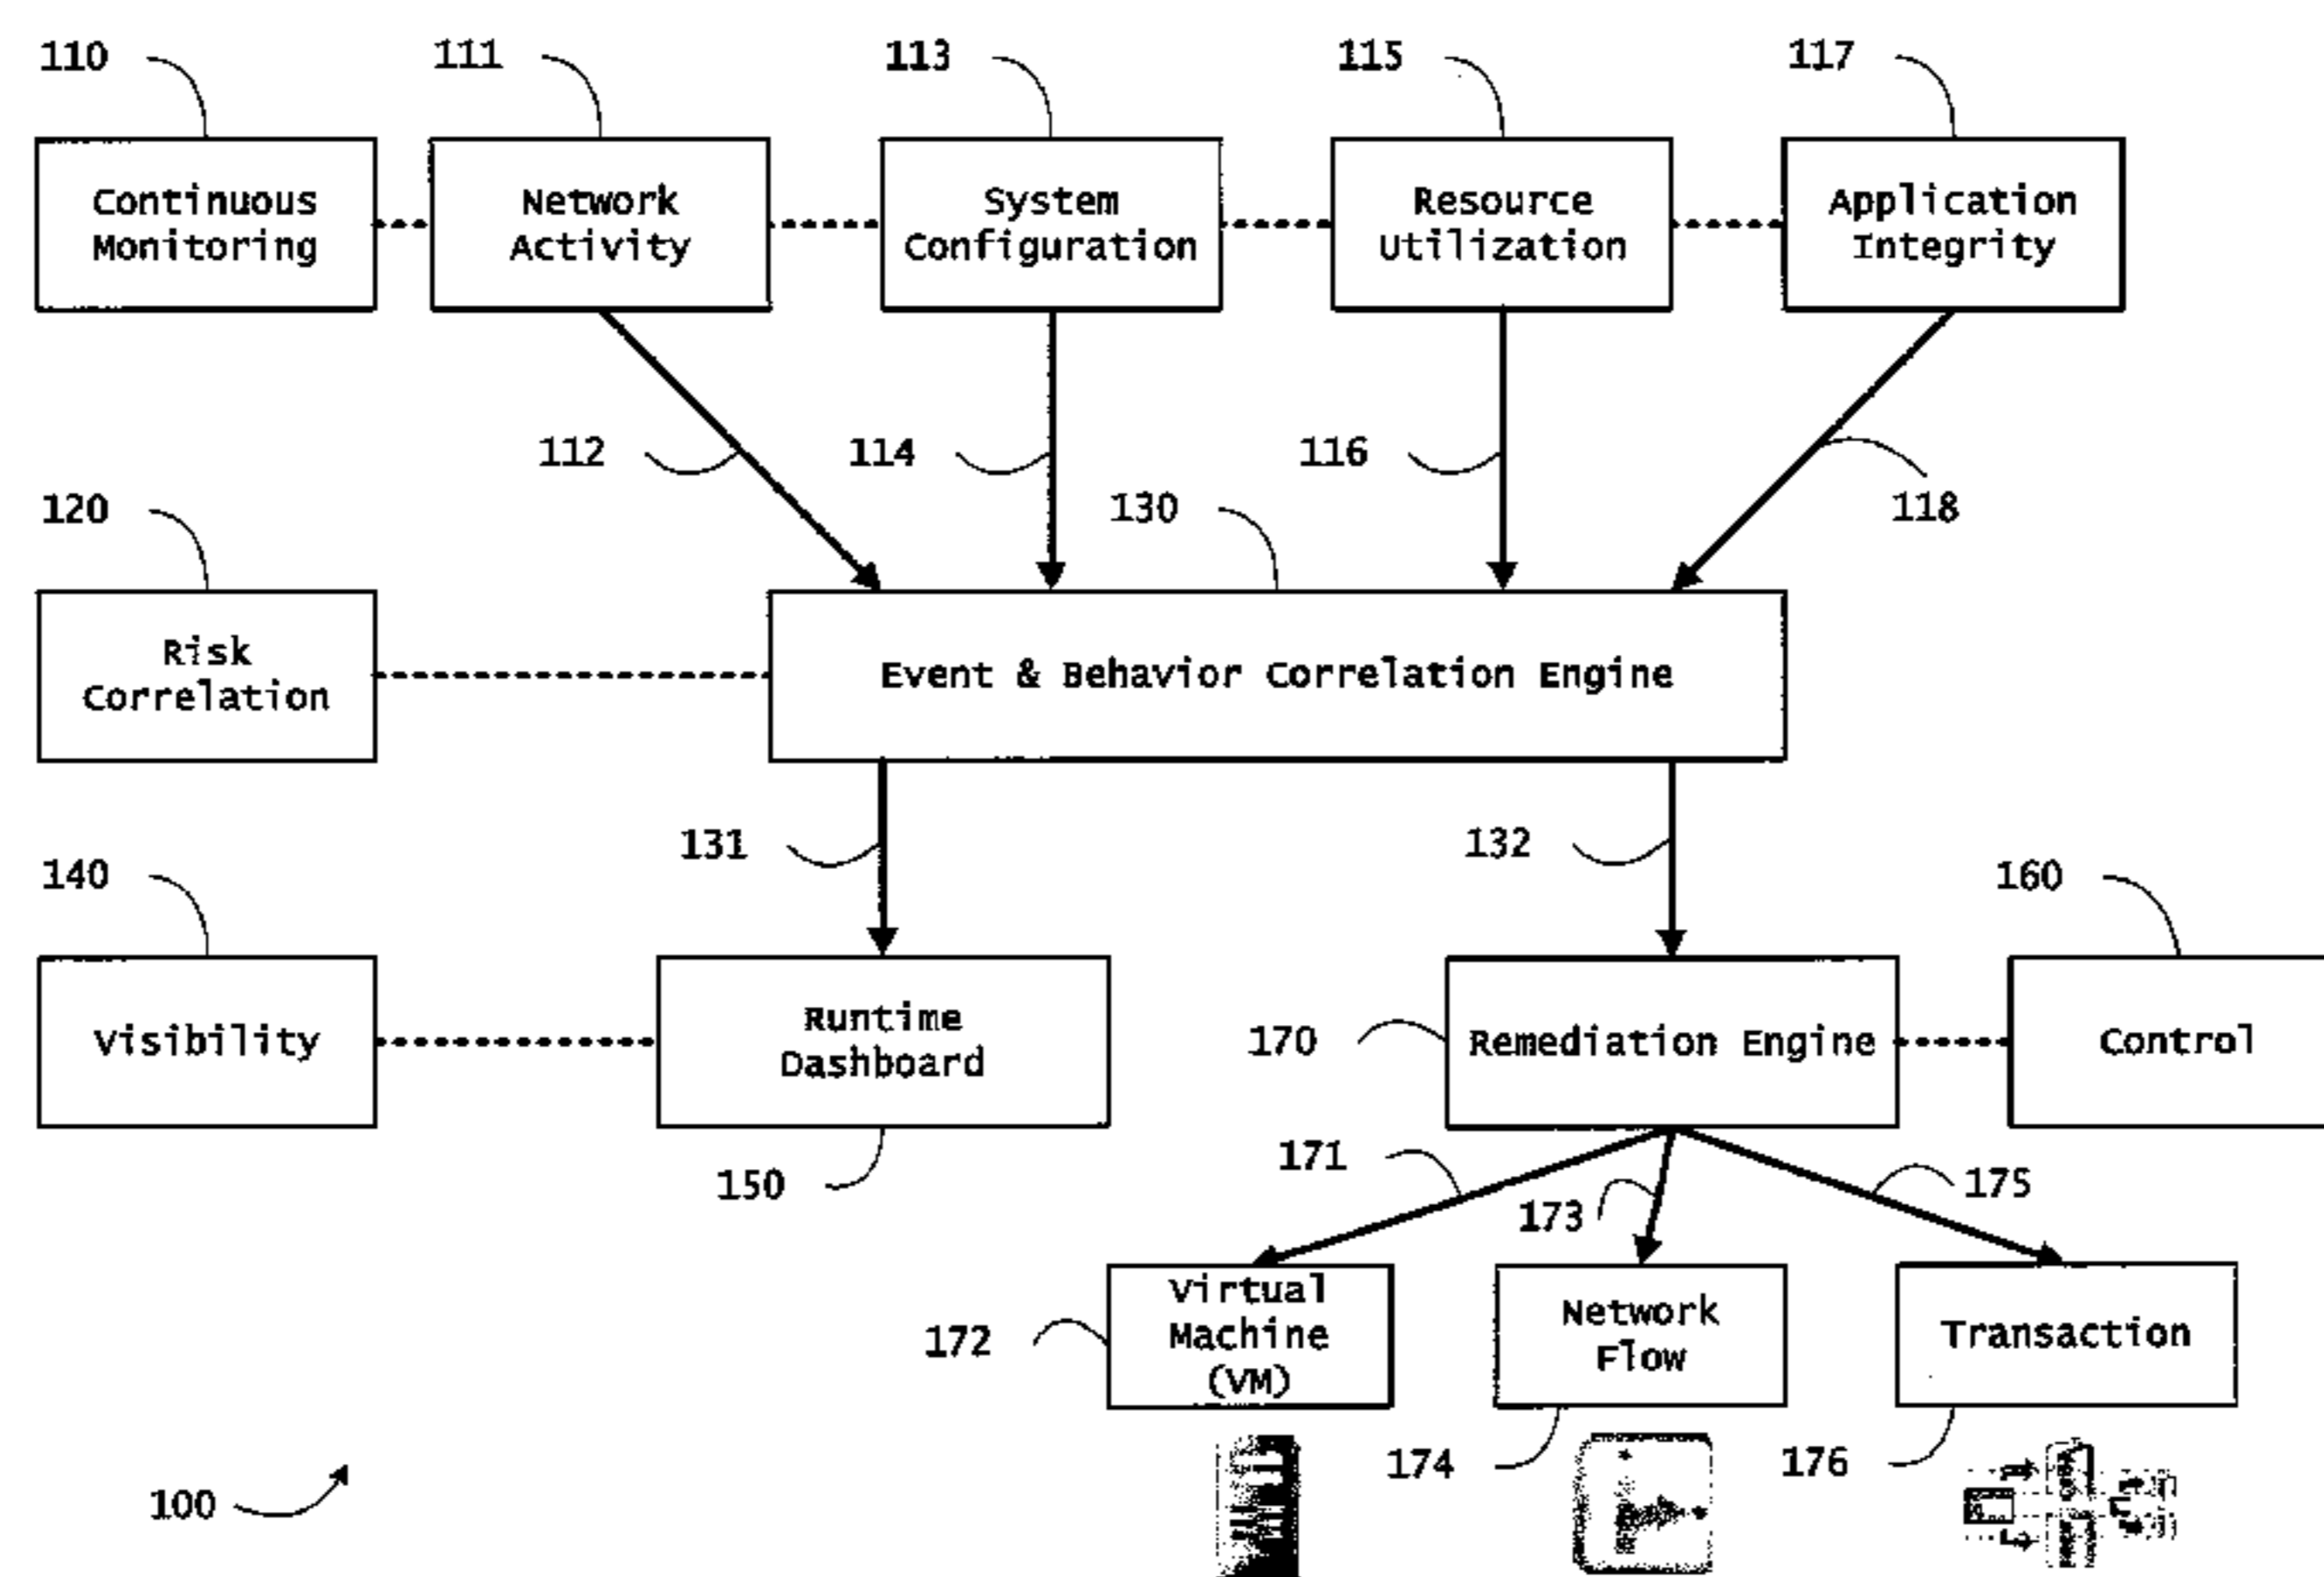 110
111
113
115
117
Continuous
Monitoring
Network
Activity
System
Configuration
Resource
Utilization
Application
Integrity
112
114
116
118
120
130
Risk
Correlation
Event & Behavior Correlation Engine
131
132
140
160
Visibility
Runtime
Dashboard
170
Remediation Engine
Control
150
171
173
175
172
Virtual
Machine
(VM)
Network
Flow
Transaction
174
176
100